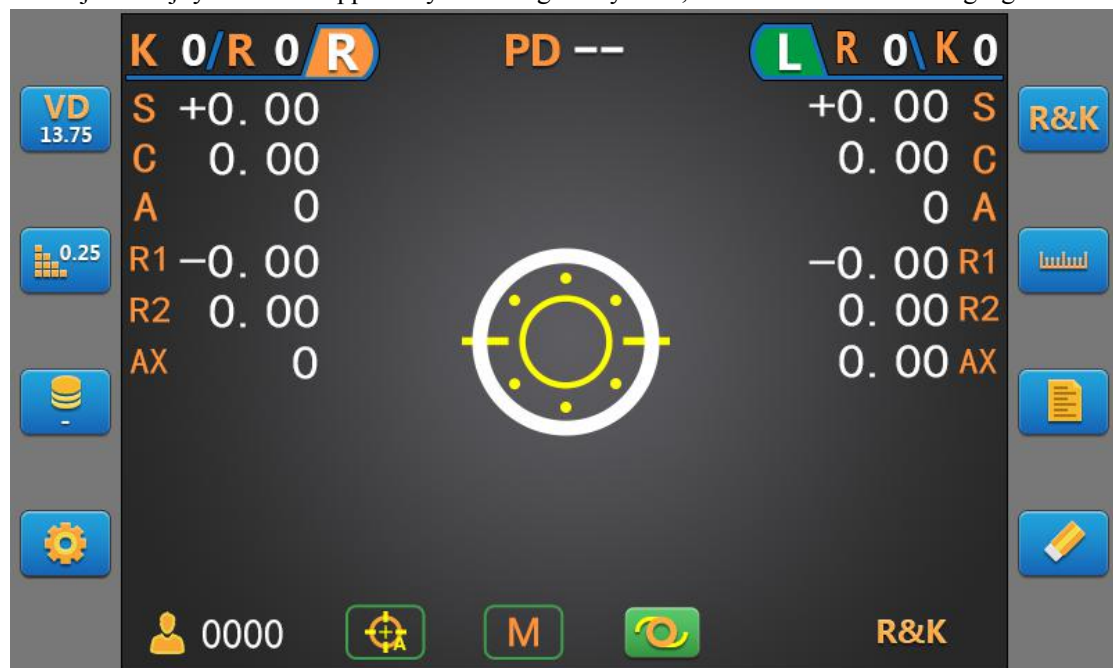 K 0/R 0/R PD -- L\R 0\K 0
VD
13.75
S +0.00 +0.00 S
R&K
C 0.00 0.00 C
A 0 0 A
0.25
R1 -0.00 -0.00 R1
R2 0.00 0.00 R2
AX 0 0.00 AX
-
0000 A M R&K